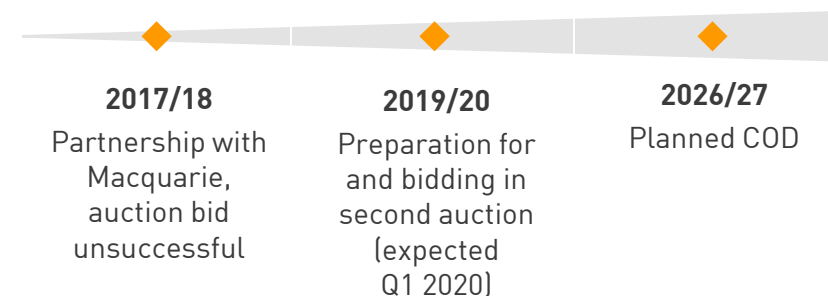 2017/18
Partnership with
Macquarie,
auction bid
unsuccessful
2019/20
Preparation for
and bidding in
second auction
(expected
Q1 2020)
2026/27
Planned COD